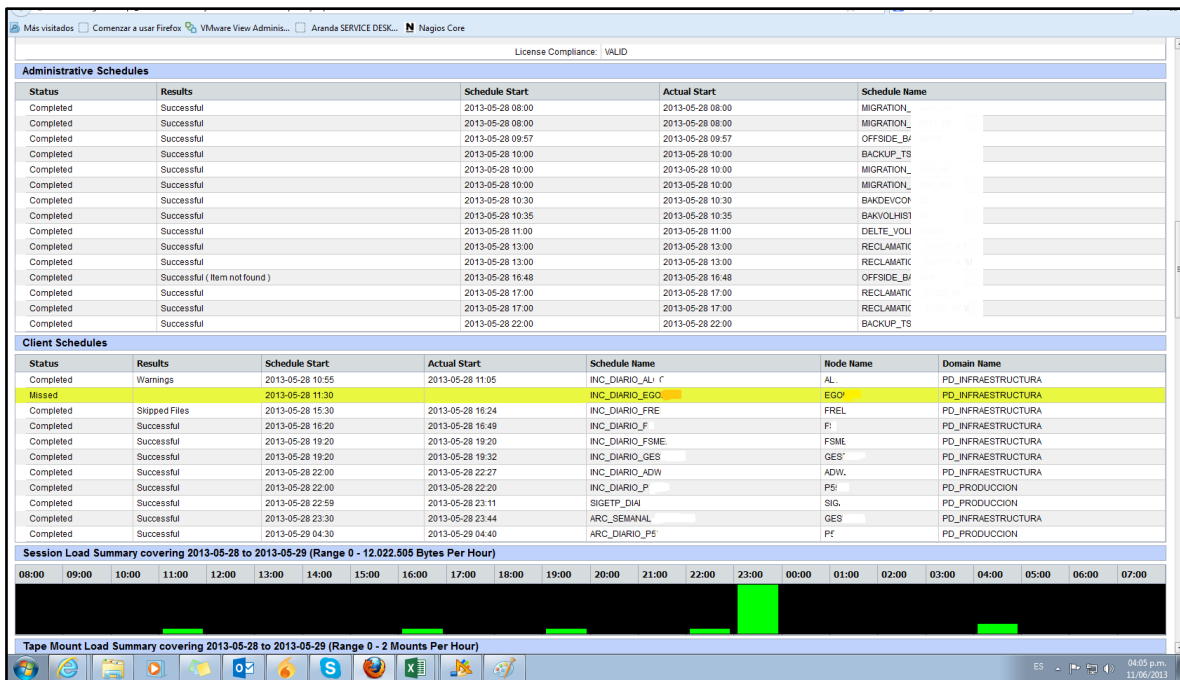 Más visitados Comenzar a usar Firefox VMware View Adminis... Aranda SERVICE DESK... Nagios Core
License Compliance: VALID
Administrative Schedules
Status Results Schedule Start Actual Start Schedule Name
Completed Successful 2013-05-28 08:00 2013-05-28 08:00 MIGRATION_
Completed Successful 2013-05-28 08:00 2013-05-28 08:00 MIGRATION_
Completed Successful 2013-05-28 09:57 2013-05-28 09:57 OFFSIDE_BA
Completed Successful 2013-05-28 10:00 2013-05-28 10:00 BACKUP_TS
Completed Successful 2013-05-28 10:00 2013-05-28 10:00 MIGRATION_
Completed Successful 2013-05-28 10:00 2013-05-28 10:00 MIGRATION_
Completed Successful 2013-05-28 10:30 2013-05-28 10:30 BAKDEVCON
Completed Successful 2013-05-28 10:35 2013-05-28 10:35 BAKVOLHIST
Completed Successful 2013-05-28 11:00 2013-05-28 11:00 DELTE_VOLI
Completed Successful 2013-05-28 13:00 2013-05-28 13:00 RECLAMATIC
Completed Successful 2013-05-28 13:00 2013-05-28 13:00 RECLAMATIC
Completed Successful ( Item not found ) 2013-05-28 16:48 2013-05-28 16:48 OFFSIDE_BA
Completed Successful 2013-05-28 17:00 2013-05-28 17:00 RECLAMATIC
Completed Successful 2013-05-28 17:00 2013-05-28 17:00 RECLAMATIC
Completed Successful 2013-05-28 22:00 2013-05-28 22:00 BACKUP_TS
Client Schedules
Status Results Schedule Start Actual Start Schedule Name Node Name Domain Name
Completed Warnings 2013-05-28 10:55 2013-05-28 11:05 INC_DIARIO_AL AL PD_INFRAESTRUCTURA
Missed 2013-05-28 11:30 INC_DIARIO_EGO EGO PD_INFRAESTRUCTURA
Completed Skipped Files 2013-05-28 15:30 2013-05-28 16:24 INC_DIARIO_FRE FREL PD_INFRAESTRUCTURA
Completed Successful 2013-05-28 16:20 2013-05-28 16:49 INC_DIARIO_F PD_INFRAESTRUCTURA
Completed Successful 2013-05-28 19:20 2013-05-28 19:20 INC_DIARIO_FSME FSME PD_INFRAESTRUCTURA
Completed Successful 2013-05-28 19:20 2013-05-28 19:32 INC_DIARIO_GES GES PD_INFRAESTRUCTURA
Completed Successful 2013-05-28 22:00 2013-05-28 22:27 INC_DIARIO_ADW ADW PD_INFRAESTRUCTURA
Completed Successful 2013-05-28 22:00 2013-05-28 22:20 INC_DIARIO_P P5 PD_PRODUCCION
Completed Successful 2013-05-28 22:59 2013-05-28 23:11 SIGETP_DIAI SIG PD_PRODUCCION
Completed Successful 2013-05-28 23:30 2013-05-28 23:44 ARC_SEMANAL GES PD_INFRAESTRUCTURA
Completed Successful 2013-05-29 04:30 2013-05-29 04:40 ARC_DIARIO_P5 PD_PRODUCCION
Session Load Summary covering 2013-05-28 to 2013-05-29 (Range 0 - 12.022.505 Bytes Per Hour)
08:00 09:00 10:00 11:00 12:00 13:00 14:00 15:00 16:00 17:00 18:00 19:00 20:00 21:00 22:00 23:00 00:00 01:00 02:00 03:00 04:00 05:00 06:00 07:00
Tape Mount Load Summary covering 2013-05-28 to 2013-05-29 (Range 0 - 2 Mounts Per Hour)
ES 04:05 p.m.
11/06/2013